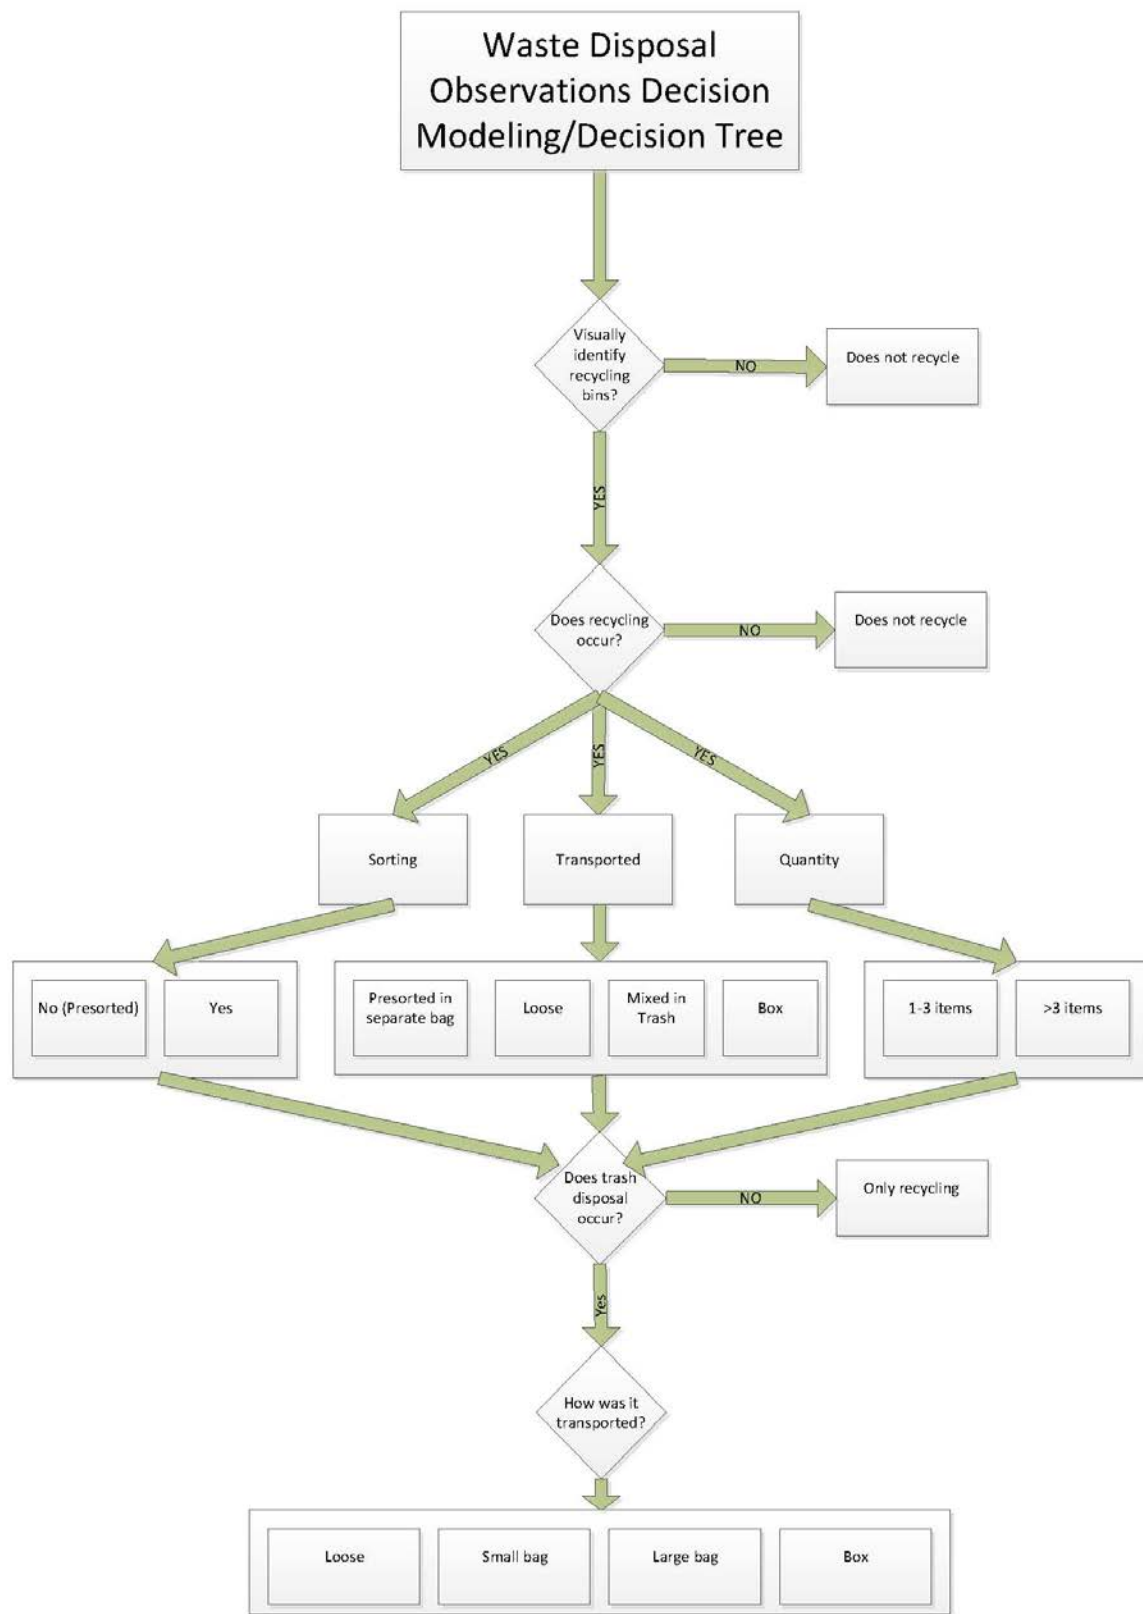 Waste Disposal
Observations Decision
Modeling/Decision Tree
Visually
identify
recycling
bins?
NO
Does not recycle
YES
Does recycling
occur?
NO
Does not recycle
YES
YES
YES
Sorting
Transported
Quantity
No (Presorted)
Yes
Presorted in
separate bag
Loose
Mixed in
Trash
Box
1-3 items
>3 items
Does trash
disposal
occur?
NO
Only recycling
Yes
How was it
transported?
Loose
Small bag
Large bag
Box